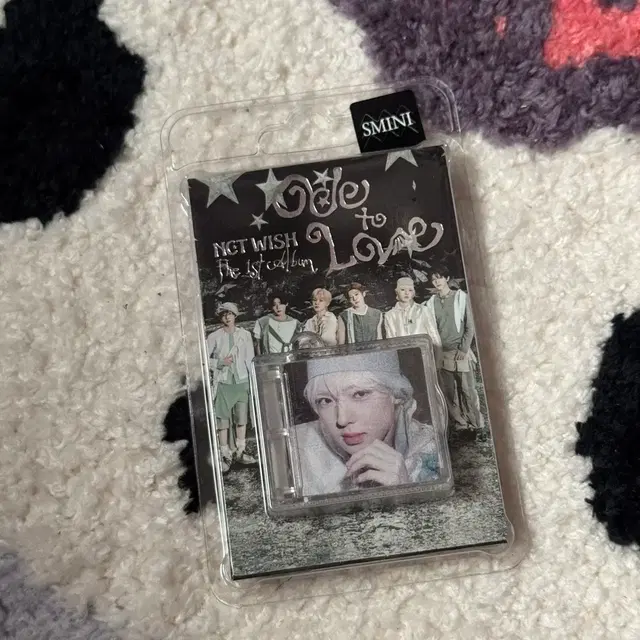 SMINI
Ode
to
Love
NCT WISH
The 1st album